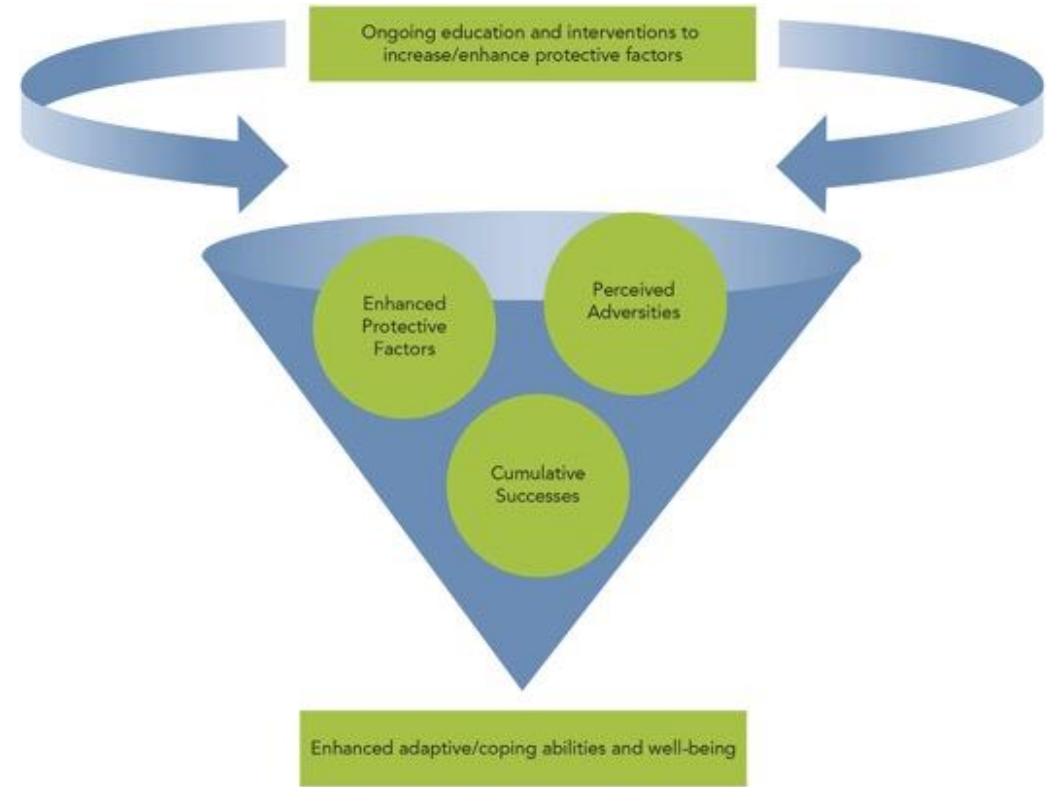 Ongoing education and interventions to
increase/enhance protective factors
Enhanced
Protective
Factors
Perceived
Adversities
Cumulative
Successes
Enhanced adaptive/coping abilities and well-being